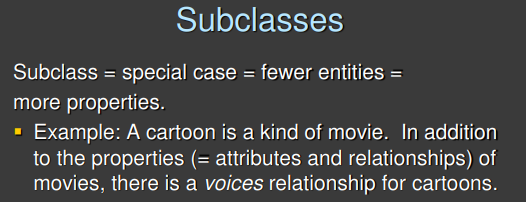 Subclasses
Subclass = special case = fewer entities =
more properties.
▪ Example: A cartoon is a kind of movie. In addition
to the properties (= attributes and relationships) of
movies, there is a voices relationship for cartoons.